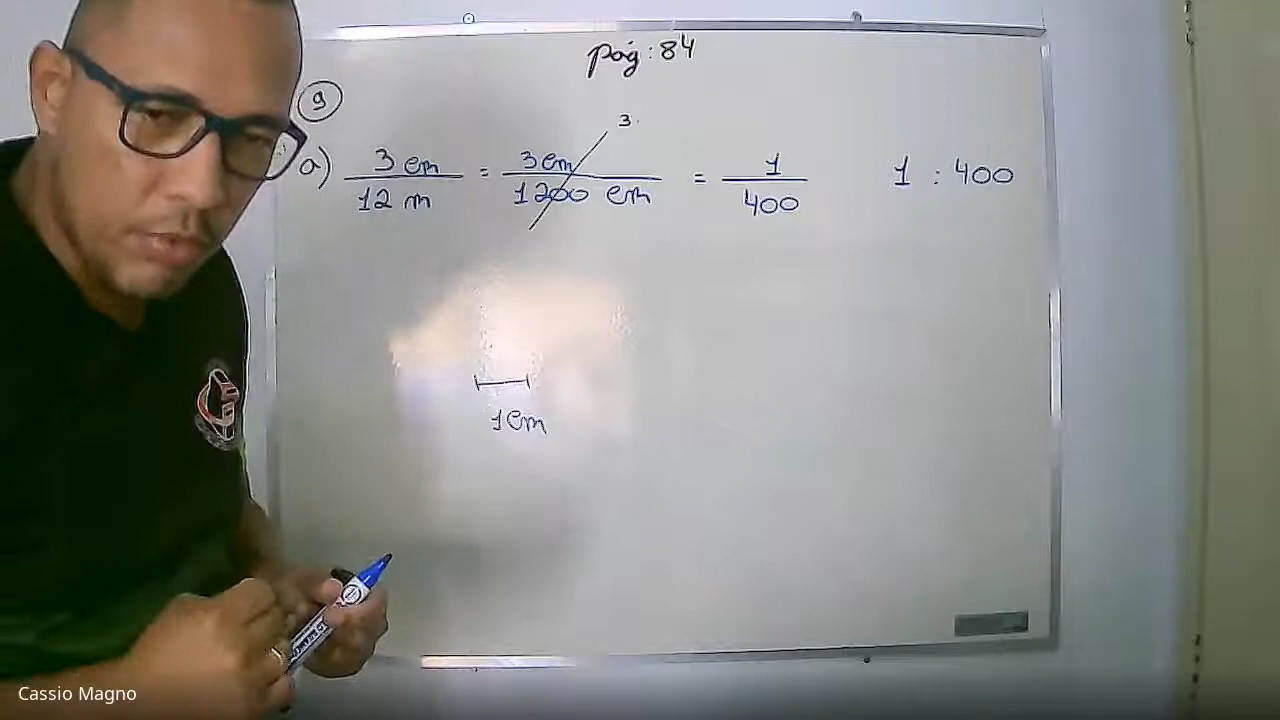 pág: 84
9
3.
a) 3 cm / 12 m = 3 cm / 1200 cm = 1 / 400 1 : 400
1 cm
Cassio Magno